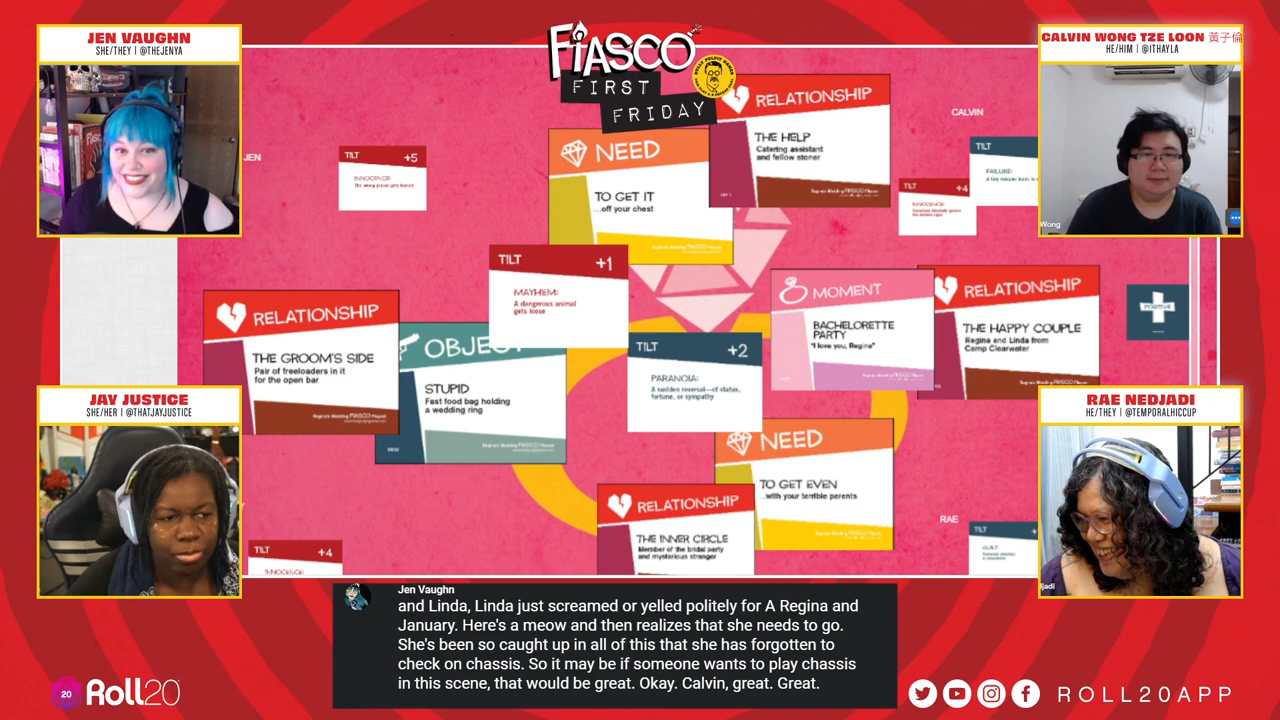 JEN VAUGHN
SHE/THEY | @THEJENYA
FIASCO
FIRST
FRIDAY
CALVIN WONG TZE LOON 黃子倫
HE/HIM | @ITHAYLA
JEN
CALVIN
TILT +5
INNOCENCE:
The wrong person gets blamed
NEED
TO GET IT
...off your chest
RELATIONSHIP
THE HELP
Catering assistant
and fellow stoner
TILT +4
INNOCENCE:
TILT
FAILURE:
Wong
TILT +1
MAYHEM:
A dangerous animal
gets loose
RELATIONSHIP
THE GROOM'S SIDE
Pair of freeloaders in it
for the open bar
OBJECT
STUPID
Fast food bag holding
a wedding ring
TILT +2
PARANOIA:
A sudden reversal—of status,
fortune, or sympathy
MOMENT
BACHELORETTE
PARTY
"I love you, Regina"
RELATIONSHIP
THE HAPPY COUPLE
Regina and Linda from
Camp Clearwater
POSITIVE
JAY JUSTICE
SHE/HER | @THATJAYJUSTICE
RAE NEDJADI
HE/THEY | @TEMPORALHICCUP
NEED
TO GET EVEN
...with your terrible parents
RELATIONSHIP
THE INNER CIRCLE
Member of the bridal party
and mysterious stranger
RAE
TILT
GUILT:
TILT +4
INNOCENCE:
jadi
Jen Vaughn
and Linda, Linda just screamed or yelled politely for A Regina and
January. Here's a meow and then realizes that she needs to go.
She's been so caught up in all of this that she has forgotten to
check on chassis. So it may be if someone wants to play chassis
in this scene, that would be great. Okay. Calvin, great. Great.
20 Roll20
ROLL20APP